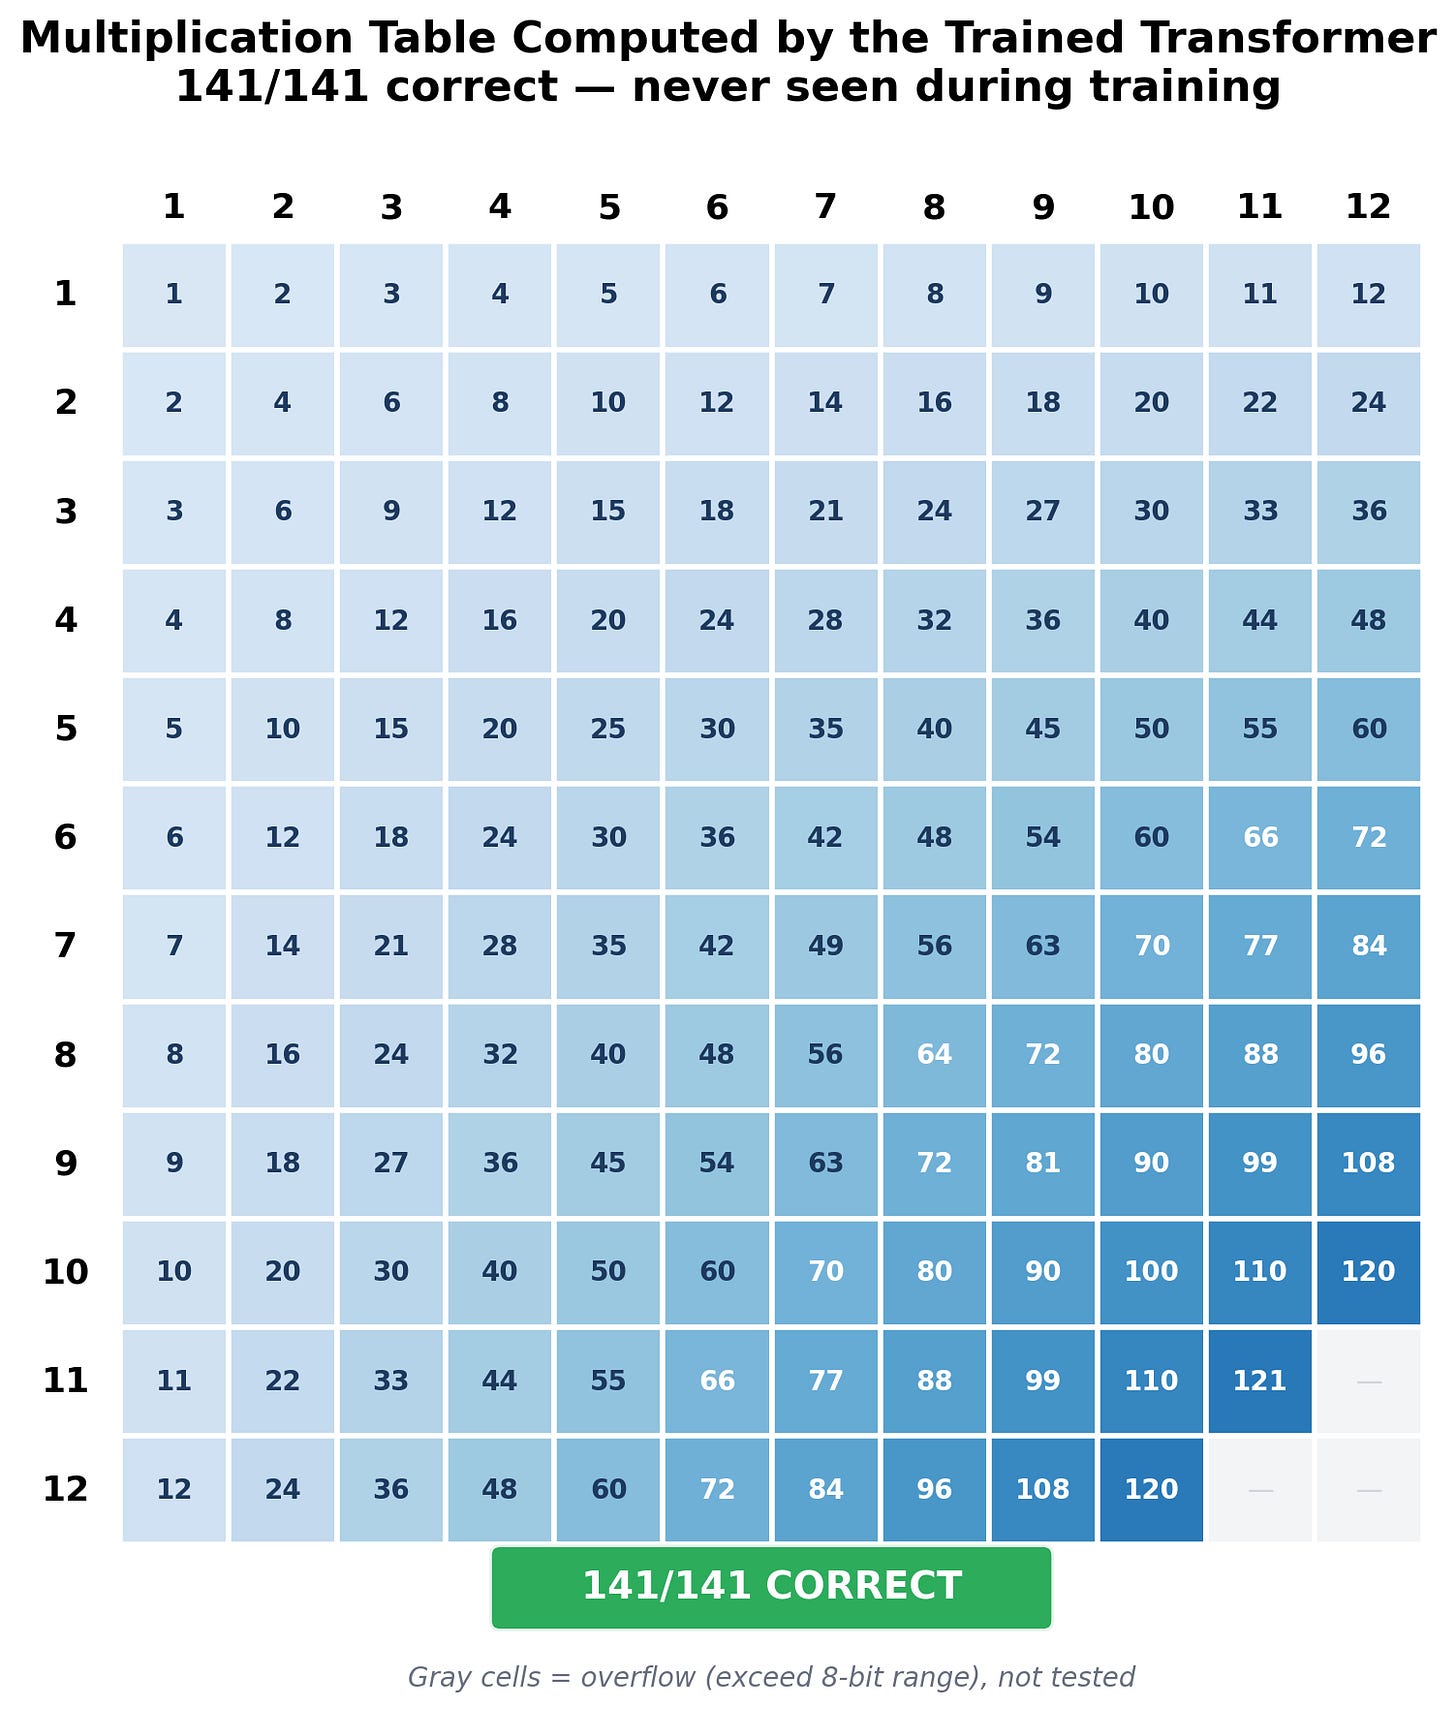 Multiplication Table Computed by the Trained Transformer
141/141 correct — never seen during training
1 2 3 4 5 6 7 8 9 10 11 12
1 1 2 3 4 5 6 7 8 9 10 11 12
2 2 4 6 8 10 12 14 16 18 20 22 24
3 3 6 9 12 15 18 21 24 27 30 33 36
4 4 8 12 16 20 24 28 32 36 40 44 48
5 5 10 15 20 25 30 35 40 45 50 55 60
6 6 12 18 24 30 36 42 48 54 60 66 72
7 7 14 21 28 35 42 49 56 63 70 77 84
8 8 16 24 32 40 48 56 64 72 80 88 96
9 9 18 27 36 45 54 63 72 81 90 99 108
10 10 20 30 40 50 60 70 80 90 100 110 120
11 11 22 33 44 55 66 77 88 99 110 121 —
12 12 24 36 48 60 72 84 96 108 120 — —
141/141 CORRECT
Gray cells = overflow (exceed 8-bit range), not tested